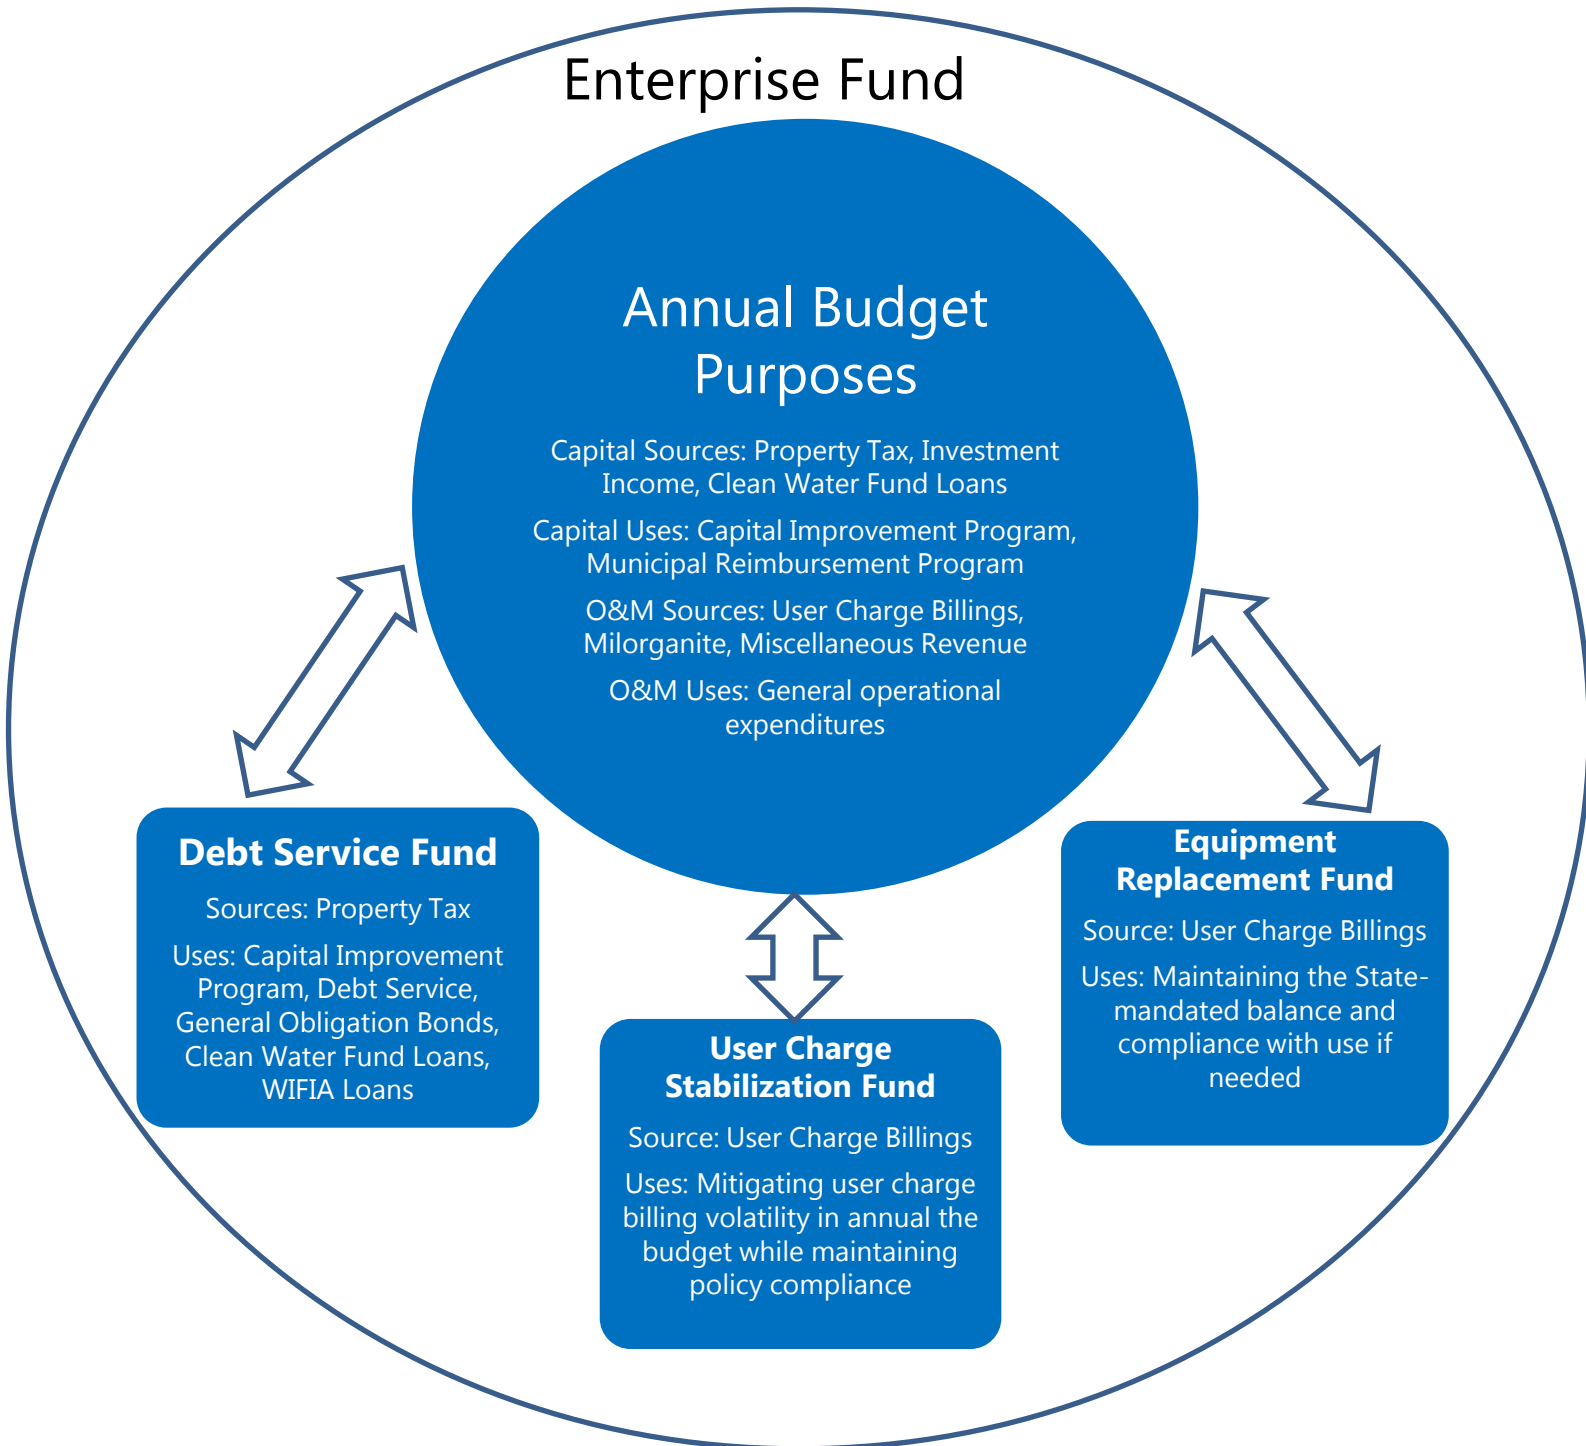 Enterprise Fund
Annual Budget
Purposes
Capital Sources: Property Tax, Investment
Income, Clean Water Fund Loans
Capital Uses: Capital Improvement Program,
Municipal Reimbursement Program
O&M Sources: User Charge Billings,
Milorganite, Miscellaneous Revenue
O&M Uses: General operational
expenditures
Debt Service Fund
Sources: Property Tax
Uses: Capital Improvement
Program, Debt Service,
General Obligation Bonds,
Clean Water Fund Loans,
WIFIA Loans
User Charge
Stabilization Fund
Source: User Charge Billings
Uses: Mitigating user charge
billing volatility in annual the
budget while maintaining
policy compliance
Equipment
Replacement Fund
Source: User Charge Billings
Uses: Maintaining the State-
mandated balance and
compliance with use if
needed